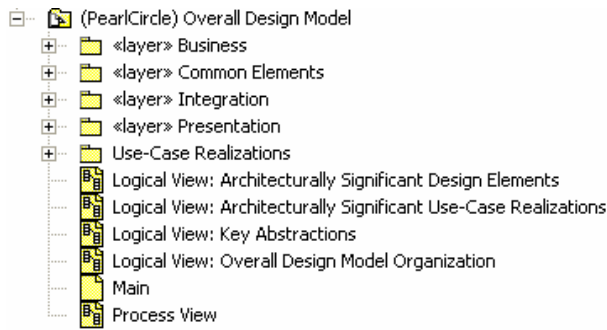 (PearlCircle) Overall Design Model
«layer» Business
«layer» Common Elements
«layer» Integration
«layer» Presentation
Use-Case Realizations
Logical View: Architecturally Significant Design Elements
Logical View: Architecturally Significant Use-Case Realizations
Logical View: Key Abstractions
Logical View: Overall Design Model Organization
Main
Process View